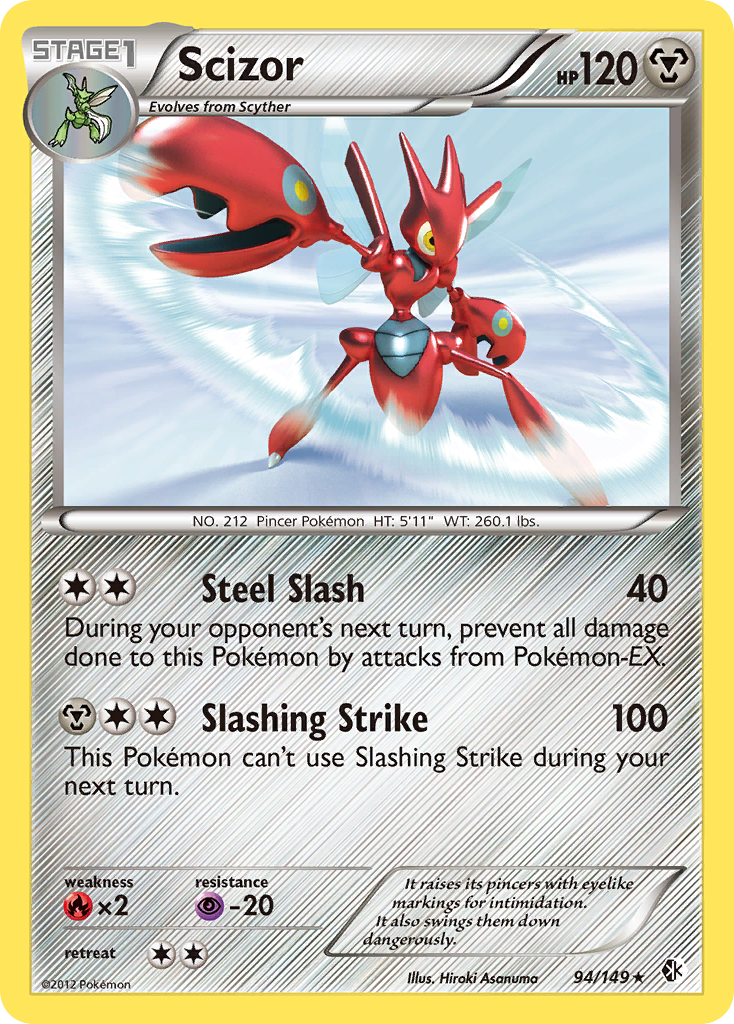 STAGE1
Scizor
HP120
Evolves from Scyther
NO. 212 Pincer Pokémon HT: 5'11" WT: 260.1 lbs.
Steel Slash 40
During your opponent's next turn, prevent all damage
done to this Pokémon by attacks from Pokémon-EX.
Slashing Strike 100
This Pokémon can't use Slashing Strike during your
next turn.
weakness resistance
×2 -20
retreat
It raises its pincers with eyelike
markings for intimidation.
It also swings them down
dangerously.
©2012 Pokémon Illus. Hiroki Asanuma 94/149★